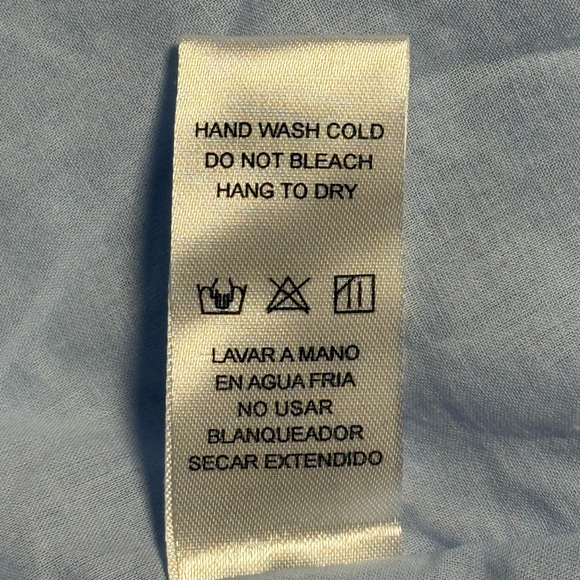 HAND WASH COLD
DO NOT BLEACH
HANG TO DRY
LAVAR A MANO
EN AGUA FRIA
NO USAR
BLANQUEADOR
SECAR EXTENDIDO